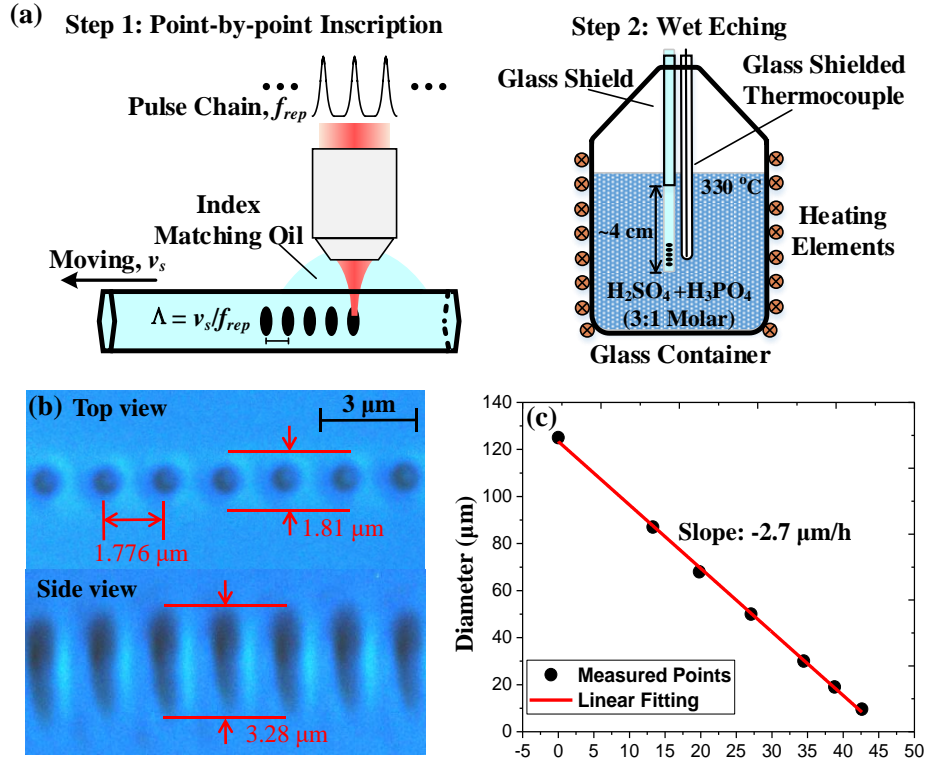 (a)
Step 1: Point-by-point Inscription
Pulse Chain, f_rep
Index
Matching Oil
Moving, v_s
Λ = v_s/f_rep
Step 2: Wet Eching
Glass Shield
Glass Shielded
Thermocouple
330 °C
~4 cm
Heating
Elements
H₂SO₄+H₃PO₄
(3:1 Molar)
Glass Container
(b) Top view
3 μm
1.776 μm
1.81 μm
Side view
3.28 μm
(c)
140
120
100
80
60
40
20
0
Diameter (μm)
Slope: -2.7 μm/h
Measured Points
Linear Fitting
-5 0 5 10 15 20 25 30 35 40 45 50